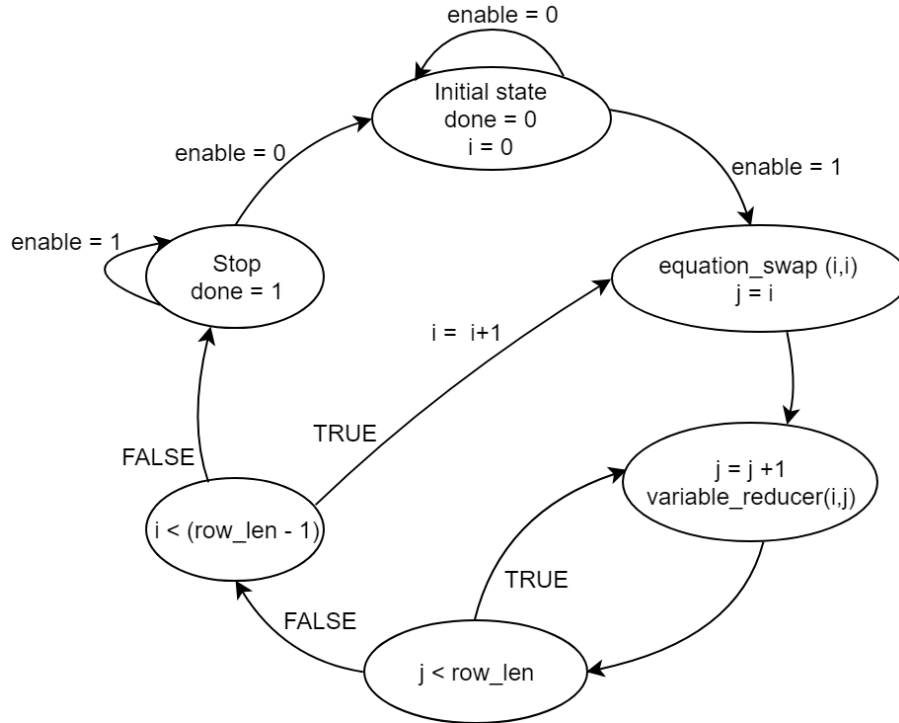 enable = 0
Initial state
done = 0
i = 0
enable = 0
enable = 1
enable = 1
Stop
done = 1
equation_swap (i,i)
j = i
i =  i+1
TRUE
FALSE
j = j +1
variable_reducer(i,j)
i < (row_len - 1)
TRUE
FALSE
j < row_len